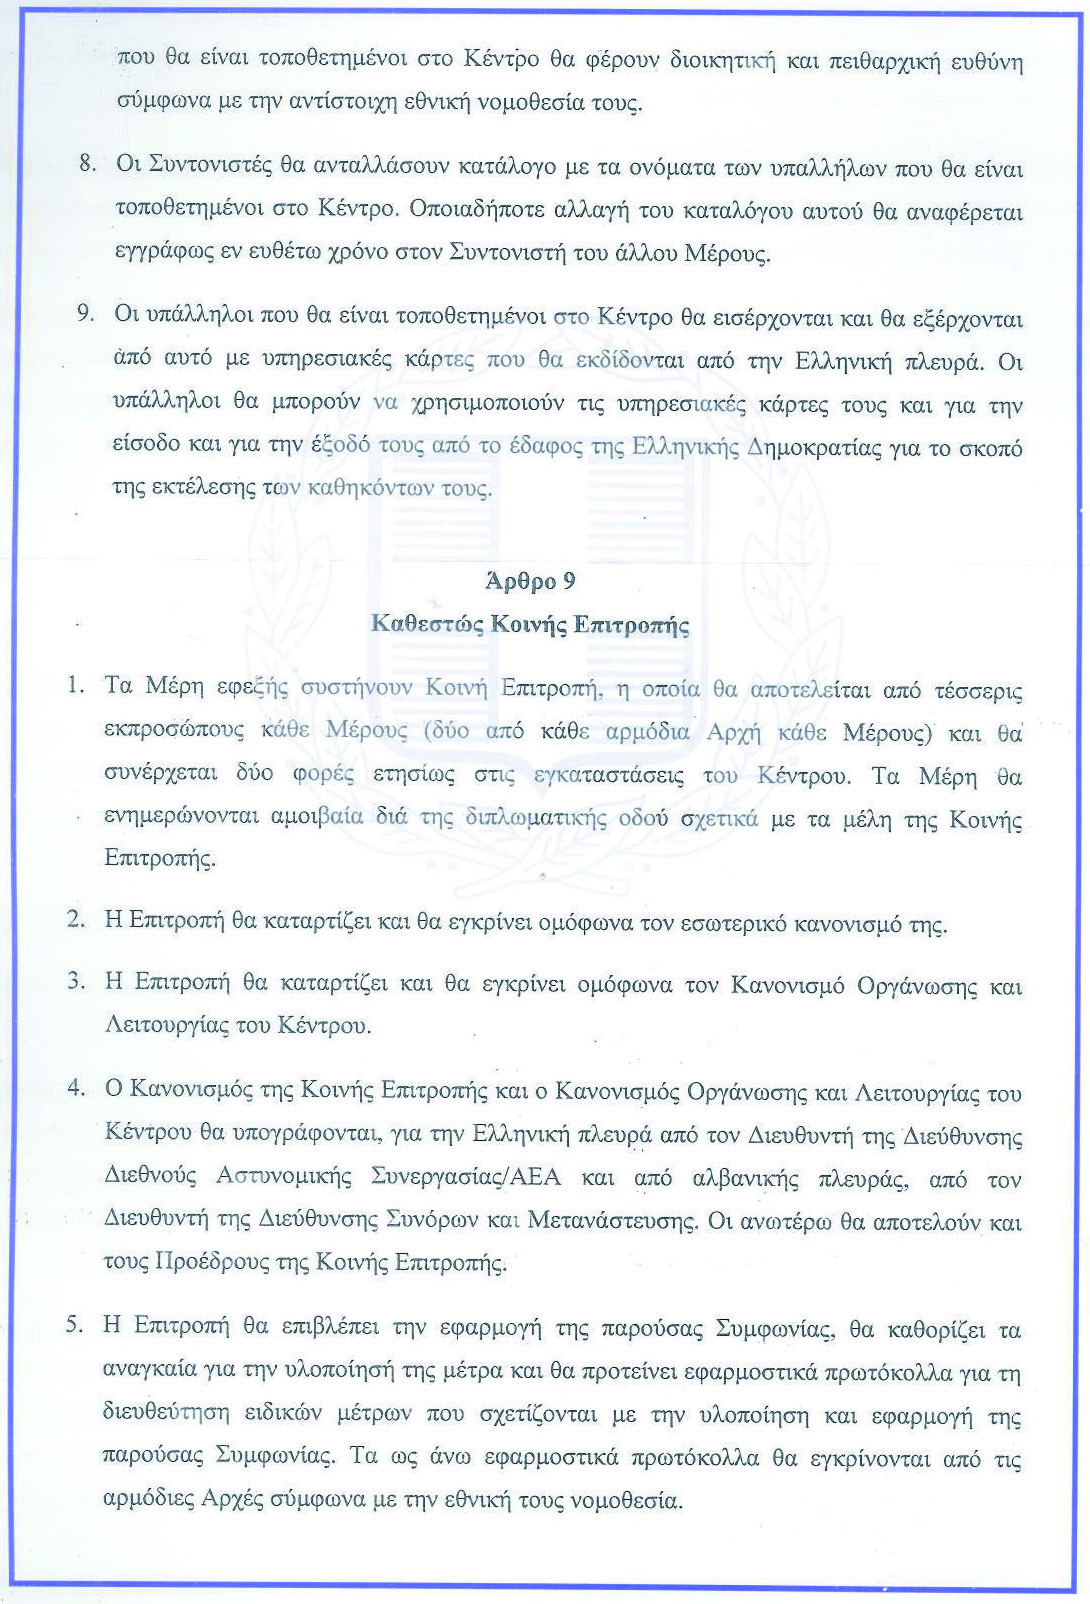 που θα είναι τοποθετημένοι στο Κέντρο θα φέρουν διοικητική και πειθαρχική ευθύνη
σύμφωνα με την αντίστοιχη εθνική νομοθεσία τους.
8. Οι Συντονιστές θα ανταλλάσουν κατάλογο με τα ονόματα των υπαλλήλων που θα είναι
τοποθετημένοι στο Κέντρο. Οποιαδήποτε αλλαγή του καταλόγου αυτού θα αναφέρεται
εγγράφως εν ευθέτω χρόνο στον Συντονιστή του άλλου Μέρους.
9. Οι υπάλληλοι που θα είναι τοποθετημένοι στο Κέντρο θα εισέρχονται και θα εξέρχονται
από αυτό με υπηρεσιακές κάρτες που θα εκδίδονται από την Ελληνική πλευρά. Οι
υπάλληλοι θα μπορούν να χρησιμοποιούν τις υπηρεσιακές κάρτες τους και για την
είσοδο και για την έξοδό τους από το έδαφος της Ελληνικής Δημοκρατίας για το σκοπό
της εκτέλεσης των καθηκόντων τους.
Άρθρο 9
Καθεστώς Κοινής Επιτροπής
1. Τα Μέρη εφεξής συστήνουν Κοινή Επιτροπή, η οποία θα αποτελείται από τέσσερις
εκπροσώπους κάθε Μέρους (δύο από κάθε αρμόδια Αρχή κάθε Μέρους) και θα
συνέρχεται δύο φορές ετησίως στις εγκαταστάσεις του Κέντρου. Τα Μέρη θα
ενημερώνονται αμοιβαία διά της διπλωματικής οδού σχετικά με τα μέλη της Κοινής
Επιτροπής.
2. Η Επιτροπή θα καταρτίζει και θα εγκρίνει ομόφωνα τον εσωτερικό κανονισμό της.
3. Η Επιτροπή θα καταρτίζει και θα εγκρίνει ομόφωνα τον Κανονισμό Οργάνωσης και
Λειτουργίας του Κέντρου.
4. Ο Κανονισμός της Κοινής Επιτροπής και ο Κανονισμός Οργάνωσης και Λειτουργίας του
Κέντρου θα υπογράφονται, για την Ελληνική πλευρά από τον Διευθυντή της Διεύθυνσης
Διεθνούς Αστυνομικής Συνεργασίας/ΑΕΑ και από αλβανικής πλευράς, από τον
Διευθυντή της Διεύθυνσης Συνόρων και Μετανάστευσης. Οι ανωτέρω θα αποτελούν και
τους Προέδρους της Κοινής Επιτροπής.
5. Η Επιτροπή θα επιβλέπει την εφαρμογή της παρούσας Συμφωνίας, θα καθορίζει τα
αναγκαία για την υλοποίησή της μέτρα και θα προτείνει εφαρμοστικά πρωτόκολλα για τη
διευθεύτηση ειδικών μέτρων που σχετίζονται με την υλοποίηση και εφαρμογή της
παρούσας Συμφωνίας. Τα ως άνω εφαρμοστικά πρωτόκολλα θα εγκρίνονται από τις
αρμόδιες Αρχές σύμφωνα με την εθνική τους νομοθεσία.